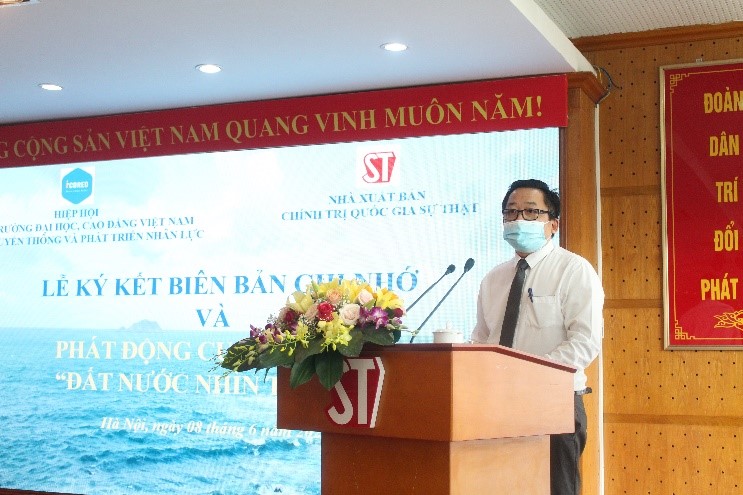 CỘNG SẢN VIỆT NAM QUANG VINH MUÔN NĂM!
HIỆP HỘI
ĐẠI HỌC, CAO ĐẲNG VIỆT NAM
THÔNG VÀ PHÁT TRIỂN NHÂN LỰC
ST
NHÀ XUẤT BẢN
CHÍNH TRỊ QUỐC GIA SỰ THẬT
LỄ KÝ KẾT BIÊN BẢN GHI NHỚ
VÀ
PHÁT ĐỘNG
“ĐẤT NƯỚC NHÌN
Hà Nội, ngày 08 tháng 6
ST
ĐOÀN
DÂN
TRÍ
ĐỔI
PHÁT